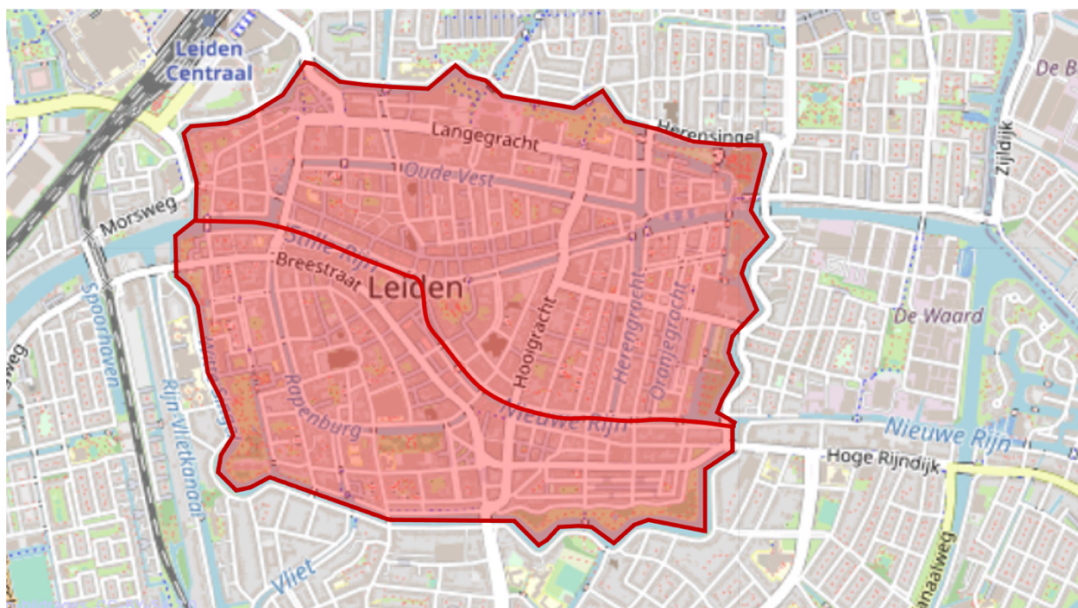 Leiden
Centraal
De B
Herensingel
Langegracht
Zijldijk
Oude Vest
Morsweg
Stille Rijn
Breestraat
Leiden
Spoorhaven
Herengracht
Oranjegracht
De Waard
Hooigracht
Rapenburg
Rijn-Vlietkanaal
Nieuwe Rijn
Nieuwe Rijn
Hoge Rijndijk
anaalweg
Vliet